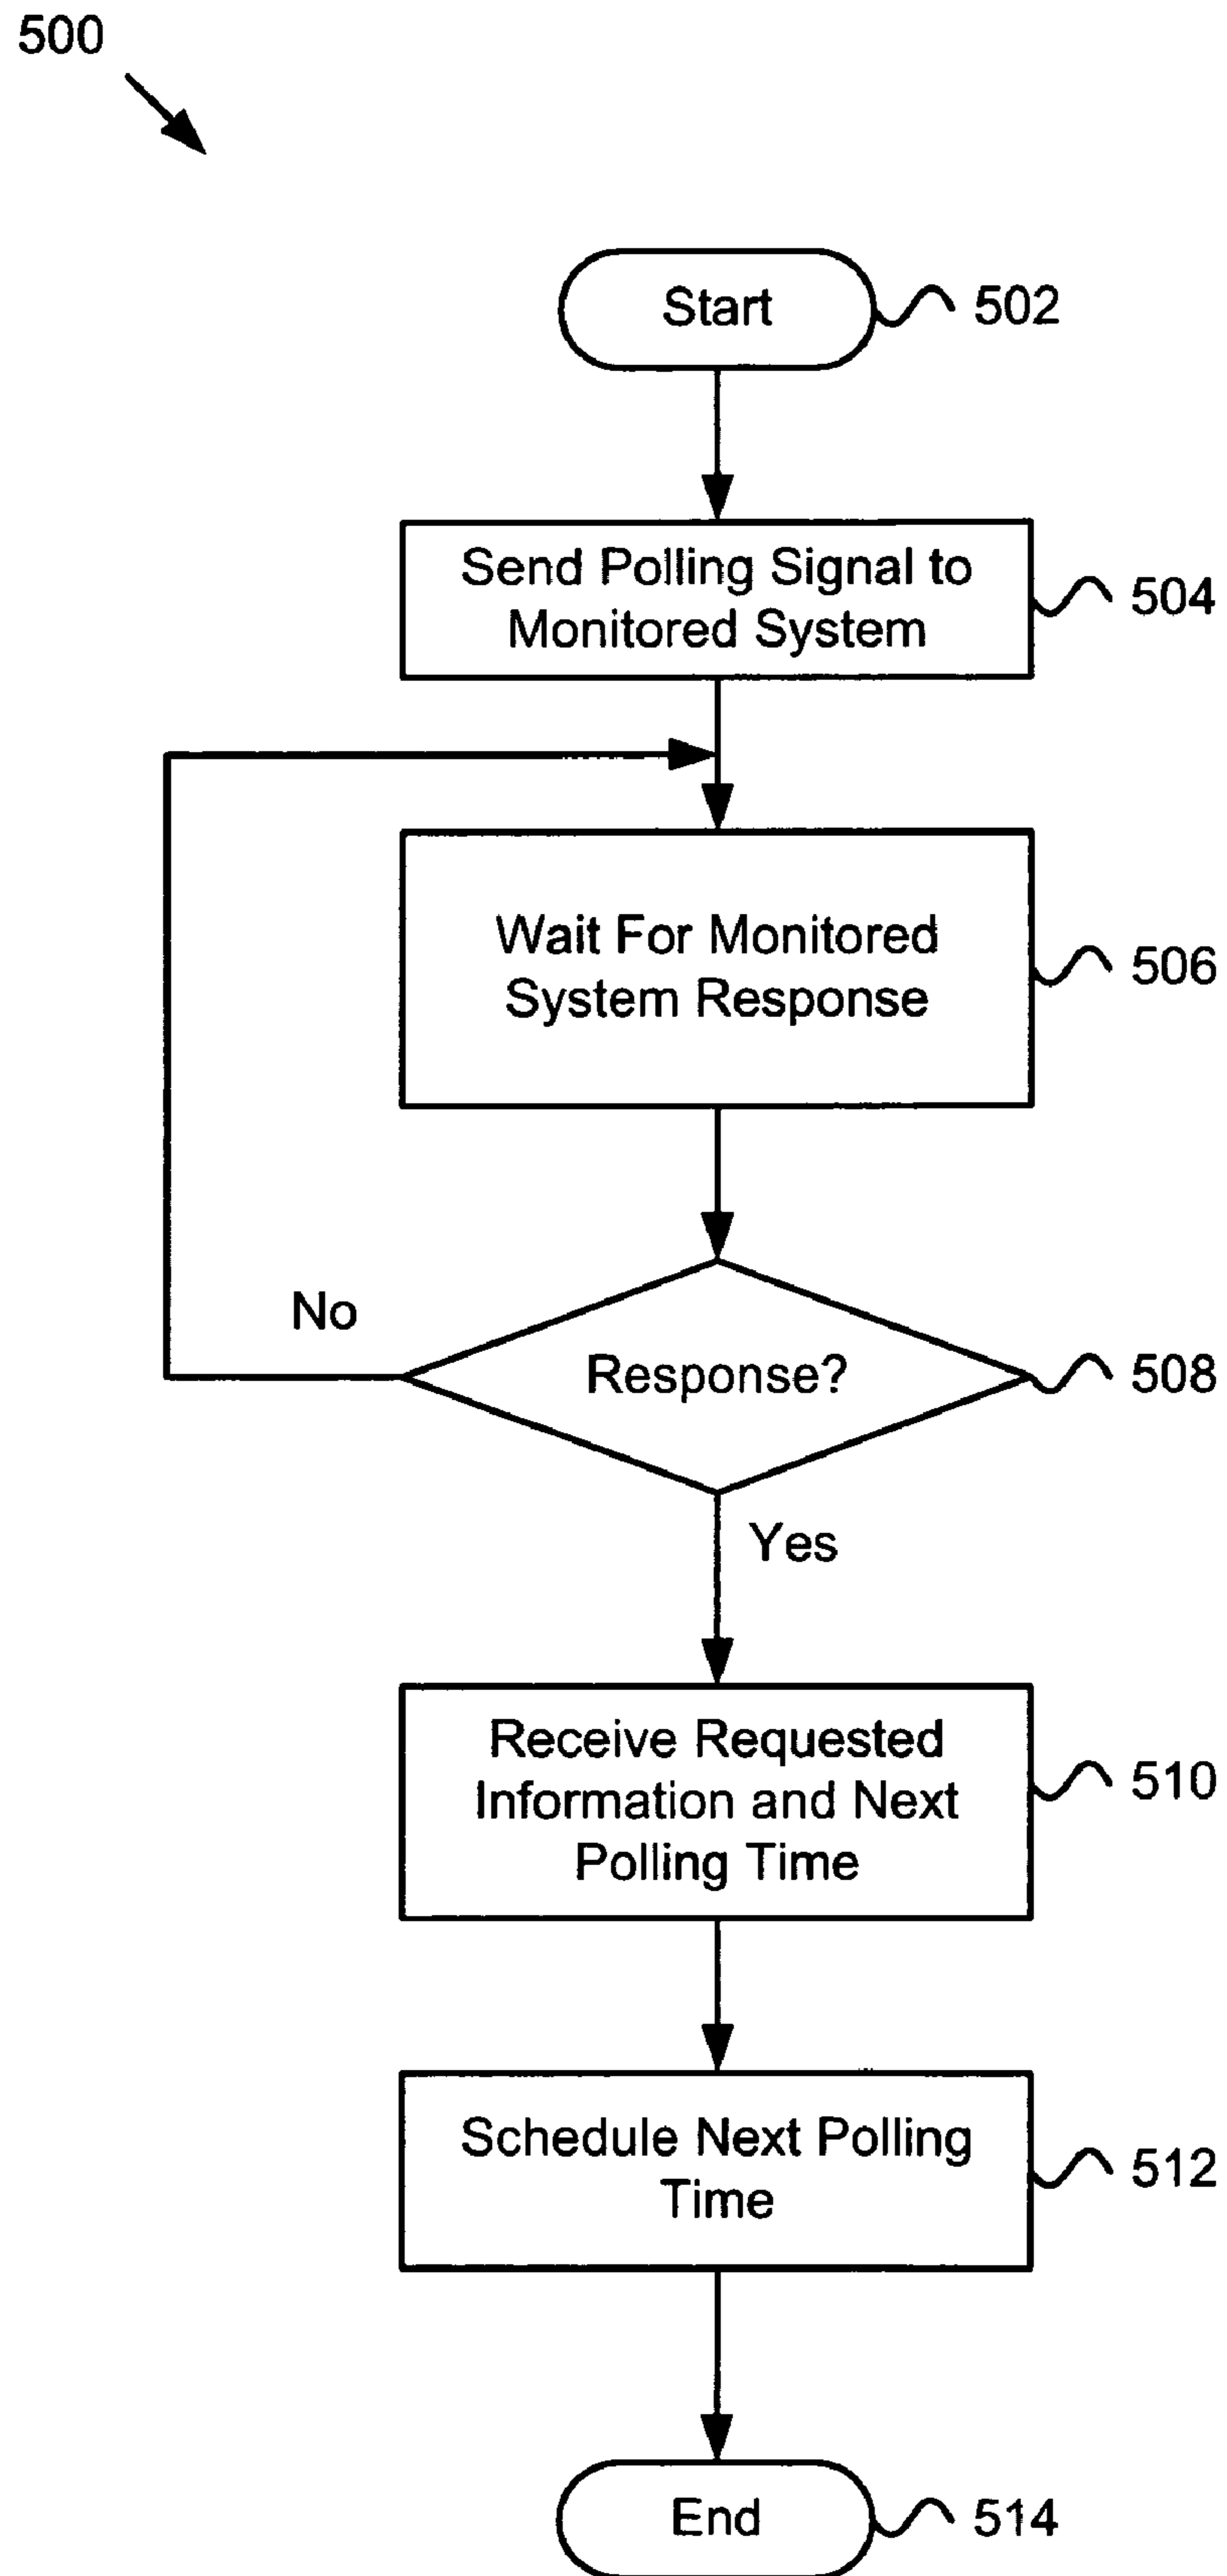 500
Start
502
Send Polling Signal to
Monitored System
504
Wait For Monitored
System Response
506
No
Response?
508
Yes
Receive Requested
Information and Next
Polling Time
510
Schedule Next Polling
Time
512
End
514